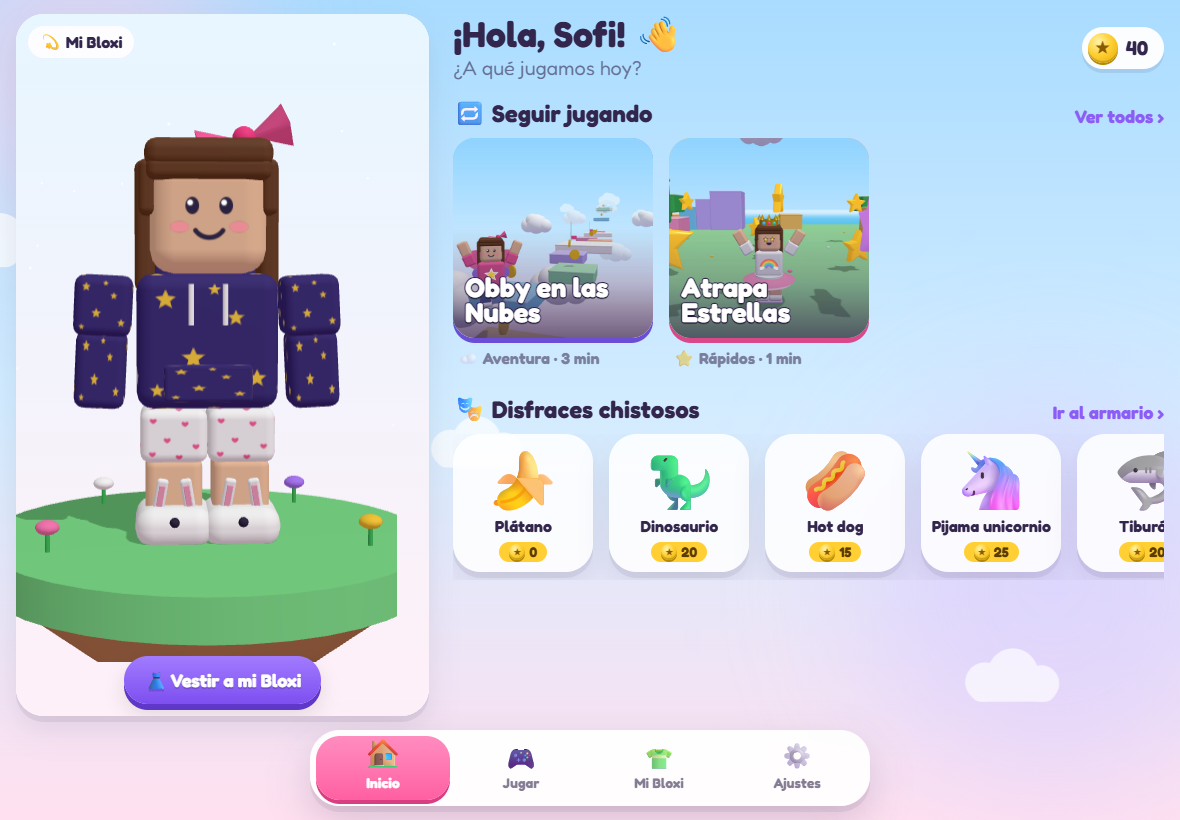 Mi Bloxi
¡Hola, Sofi!
¿A qué jugamos hoy?
40
Seguir jugando
Ver todos ›
Obby en las
Nubes
Atrapa
Estrellas
Aventura · 3 min
Rápidos · 1 min
Disfraces chistosos
Ir al armario ›
Plátano
Dinosaurio
Hot dog
Pijama unicornio
0
20
15
25
20
Vestir a mi Bloxi
Inicio
Jugar
Mi Bloxi
Ajustes